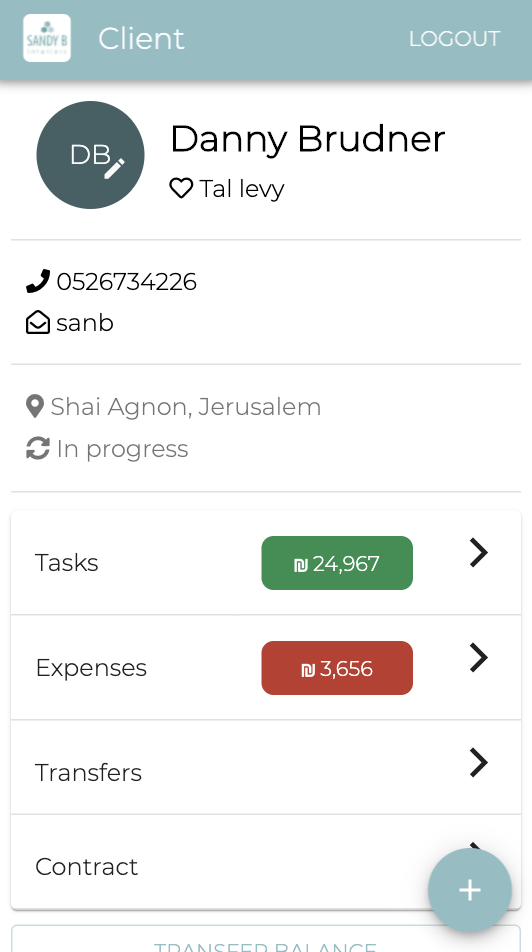 SANDY B
interiors
Client
LOGOUT
DB
Danny Brudner
Tal levy
0526734226
sanb
Shai Agnon, Jerusalem
In progress
Tasks
₪ 24,967
Expenses
₪ 3,656
Transfers
Contract
TRANSFER BALANCE